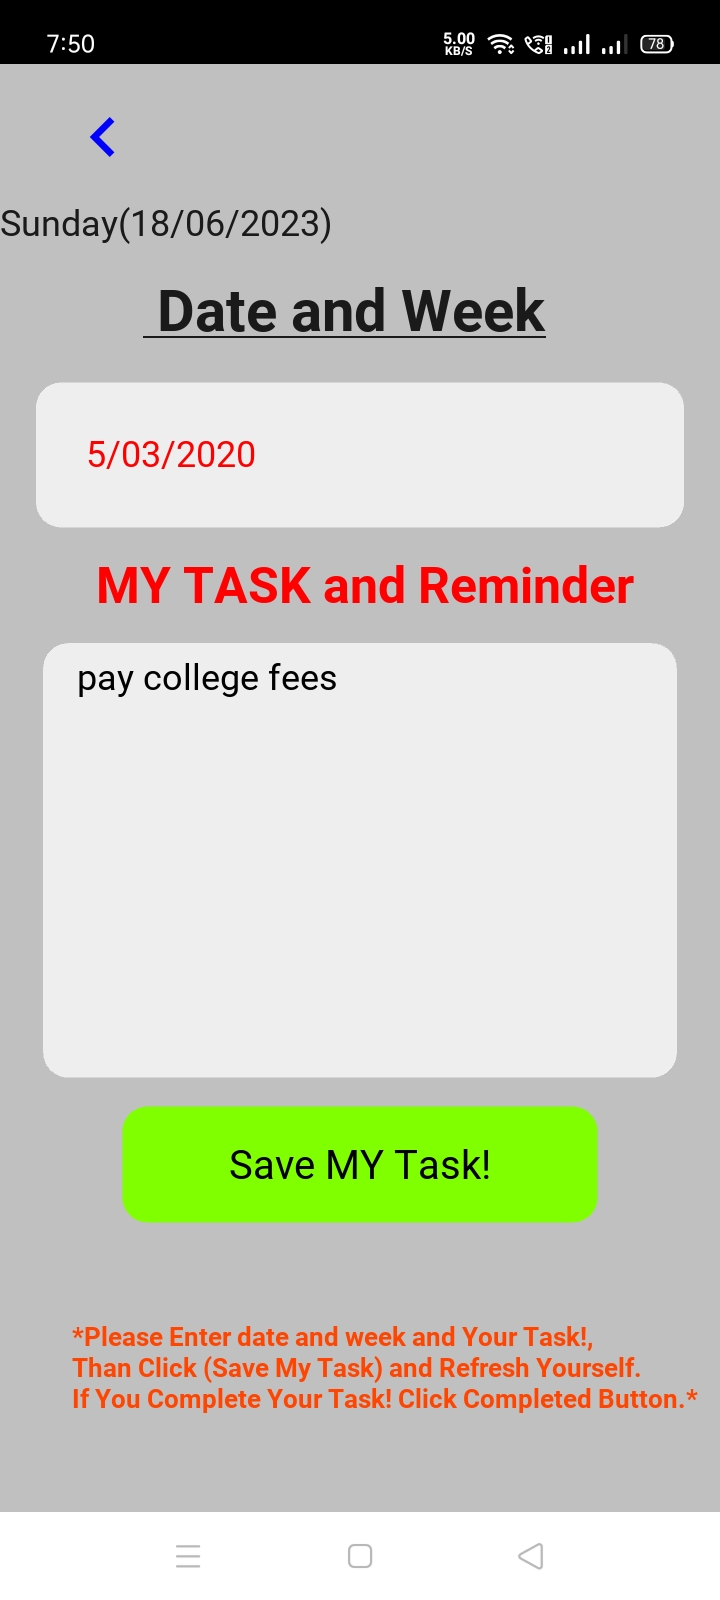 7:50
5.00
KB/S
1
2
78
Sunday(18/06/2023)
Date and Week
5/03/2020
MY TASK and Reminder
pay college fees
Save MY Task!
*Please Enter date and week and Your Task!,
Than Click (Save My Task) and Refresh Yourself.
If You Complete Your Task! Click Completed Button.*